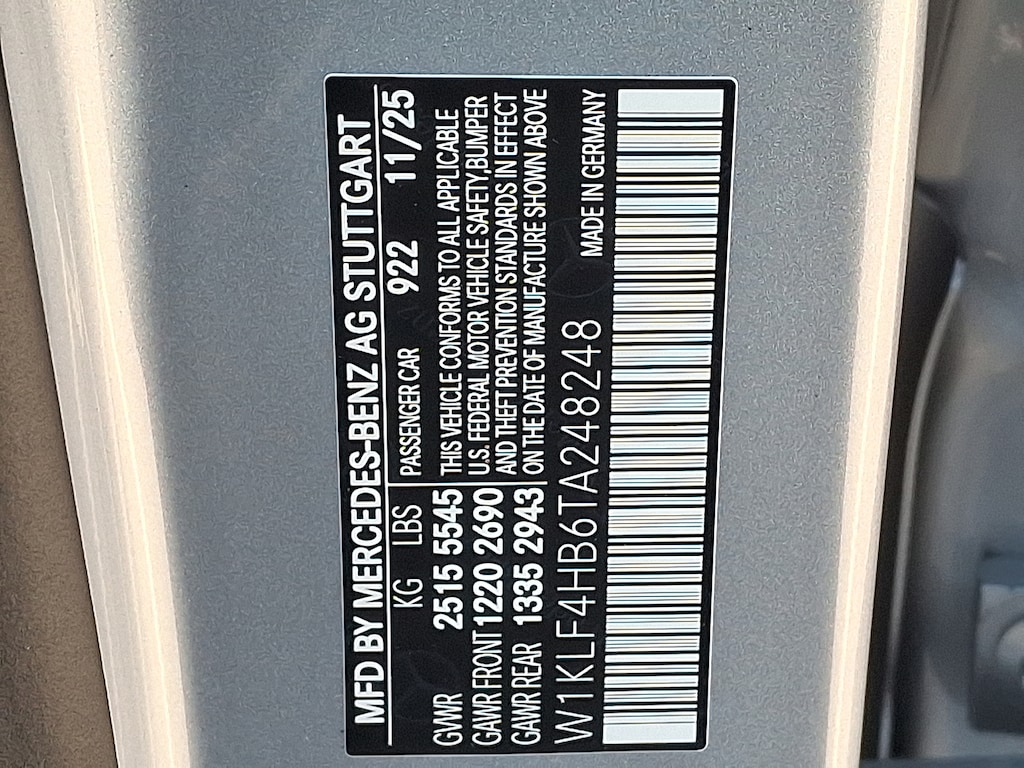 MFD BY MERCEDES-BENZ AG STUTTGART
KG LBS PASSENGER CAR 922 11/25
GWR 2515 5545 THIS VEHICLE CONFORMS TO ALL APPLICABLE
GAWR FRONT 1220 2690 U.S. FEDERAL MOTOR VEHICLE SAFETY,BUMPER
GAWR REAR 1335 2943 AND THEFT PREVENTION STANDARDS IN EFFECT
ON THE DATE OF MANUFACTURE SHOWN ABOVE
W1KLF4HB6TA248248 MADE IN GERMANY